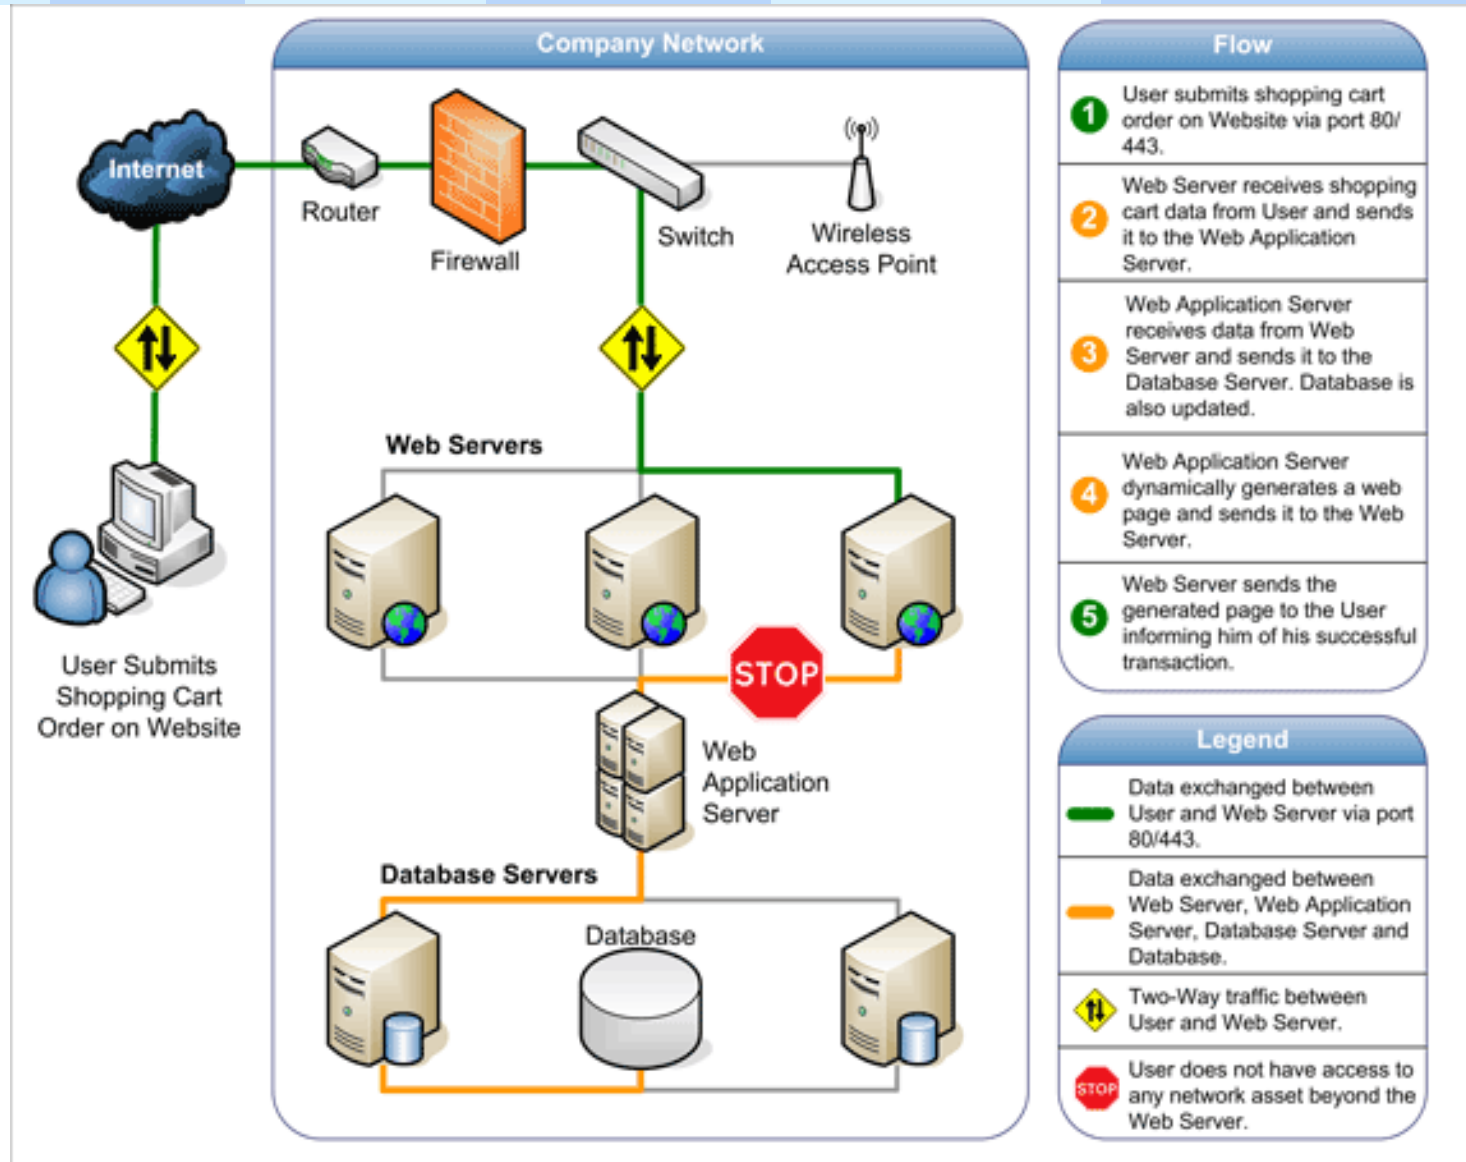 Company Network
Internet
Router
Firewall
Switch
Wireless
Access Point
User Submits
Shopping Cart
Order on Website
Web Servers
STOP
Web
Application
Server
Database Servers
Database
Flow
1
User submits shopping cart
order on Website via port 80/
443.
2
Web Server receives shopping
cart data from User and sends
it to the Web Application
Server.
3
Web Application Server
receives data from Web
Server and sends it to the
Database Server. Database is
also updated.
4
Web Application Server
dynamically generates a web
page and sends it to the Web
Server.
5
Web Server sends the
generated page to the User
informing him of his successful
transaction.
Legend
Data exchanged between
User and Web Server via port
80/443.
Data exchanged between
Web Server, Web Application
Server, Database Server and
Database.
Two-Way traffic between
User and Web Server.
STOP
User does not have access to
any network asset beyond the
Web Server.